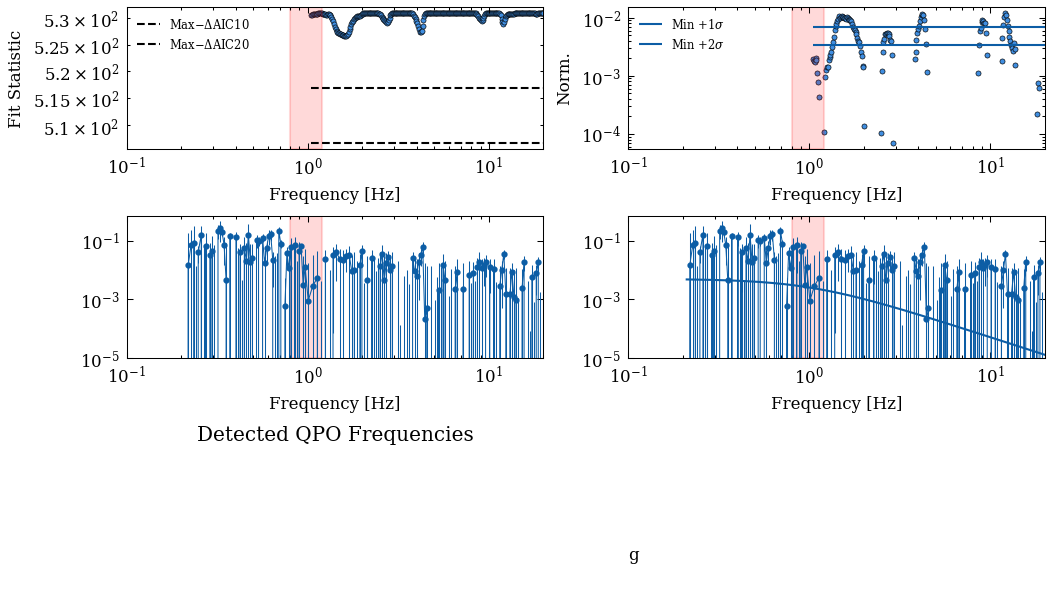 Fit Statistic
5.3 × 10²
5.25 × 10²
5.2 × 10²
5.15 × 10²
5.1 × 10²
Max−ΔAIC10
Max−ΔAIC20
10⁻¹ 10⁰ 10¹
Frequency [Hz]
Norm.
10⁻²
10⁻³
10⁻⁴
Min +1σ
Min +2σ
10⁻¹ 10⁰ 10¹
Frequency [Hz]
10⁻¹
10⁻³
10⁻⁵
10⁻¹ 10⁰ 10¹
Frequency [Hz]
10⁻¹
10⁻³
10⁻⁵
10⁻¹ 10⁰ 10¹
Frequency [Hz]
Detected QPO Frequencies
g